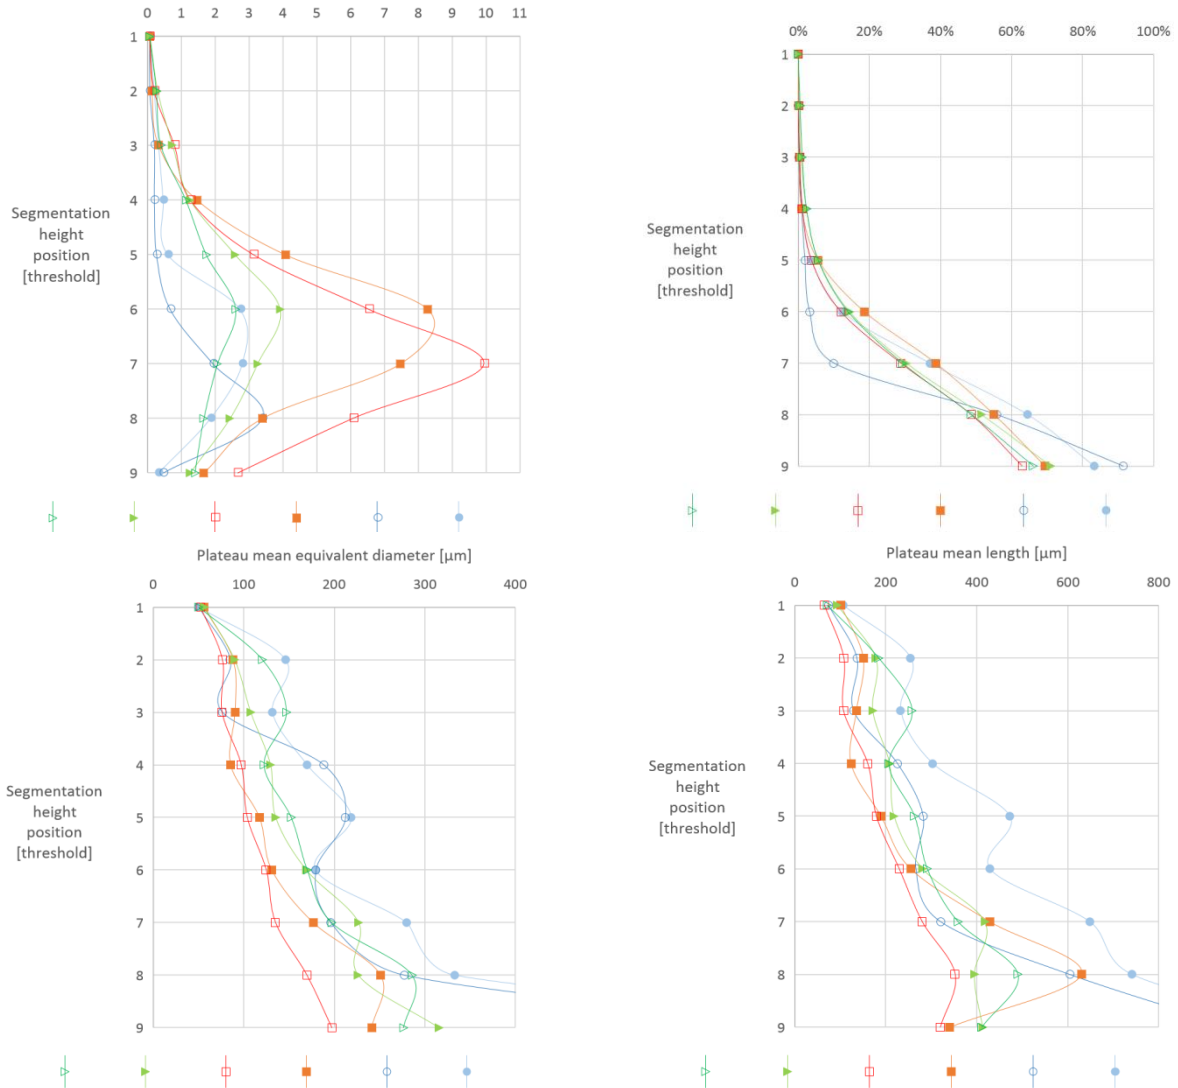 0 1 2 3 4 5 6 7 8 9 10 11
1
2
3
4
5
6
7
8
9
Segmentation
height
position
[threshold]
0% 20% 40% 60% 80% 100%
1
2
3
4
5
6
7
8
9
Segmentation
height
position
[threshold]
Plateau mean equivalent diameter [µm]
0 100 200 300 400
1
2
3
4
5
6
7
8
9
Segmentation
height
position
[threshold]
Plateau mean length [µm]
0 200 400 600 800
1
2
3
4
5
6
7
8
9
Segmentation
height
position
[threshold]